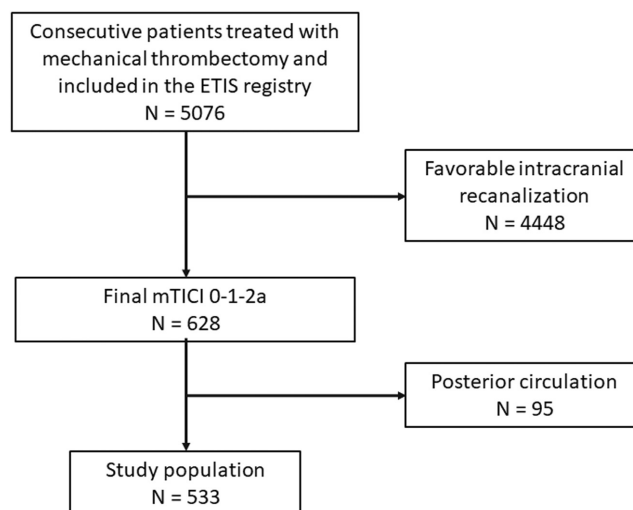 Consecutive patients treated with
mechanical thrombectomy and
included in the ETIS registry
N = 5076
Favorable intracranial
recanalization
N = 4448
Final mTICI 0-1-2a
N = 628
Posterior circulation
N = 95
Study population
N = 533